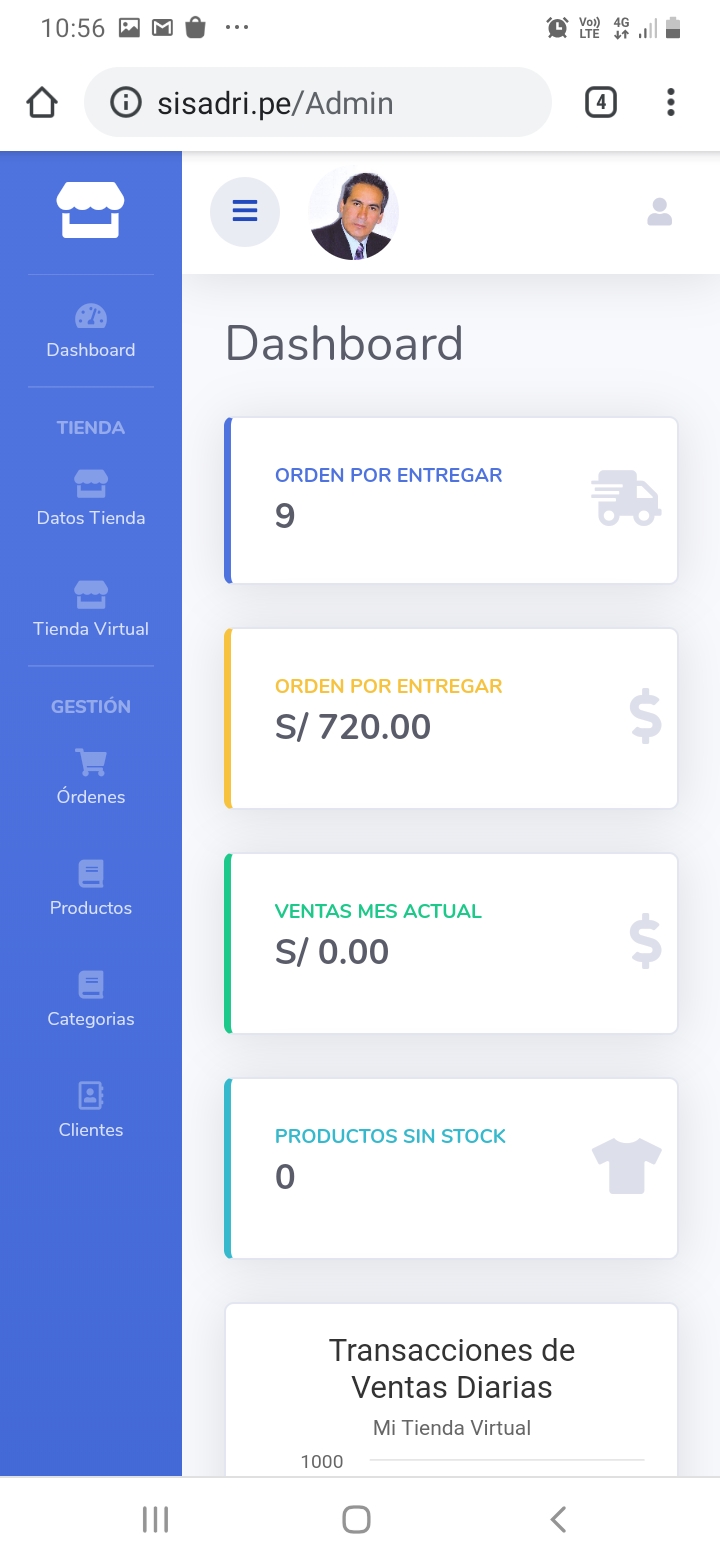 10:56
Vo)) LTE 4G
sisadri.pe/Admin
4
Dashboard
TIENDA
Datos Tienda
Tienda Virtual
GESTIÓN
Órdenes
Productos
Categorias
Clientes
Dashboard
ORDEN POR ENTREGAR
9
ORDEN POR ENTREGAR
S/ 720.00
VENTAS MES ACTUAL
S/ 0.00
PRODUCTOS SIN STOCK
0
Transacciones de
Ventas Diarias
Mi Tienda Virtual
1000